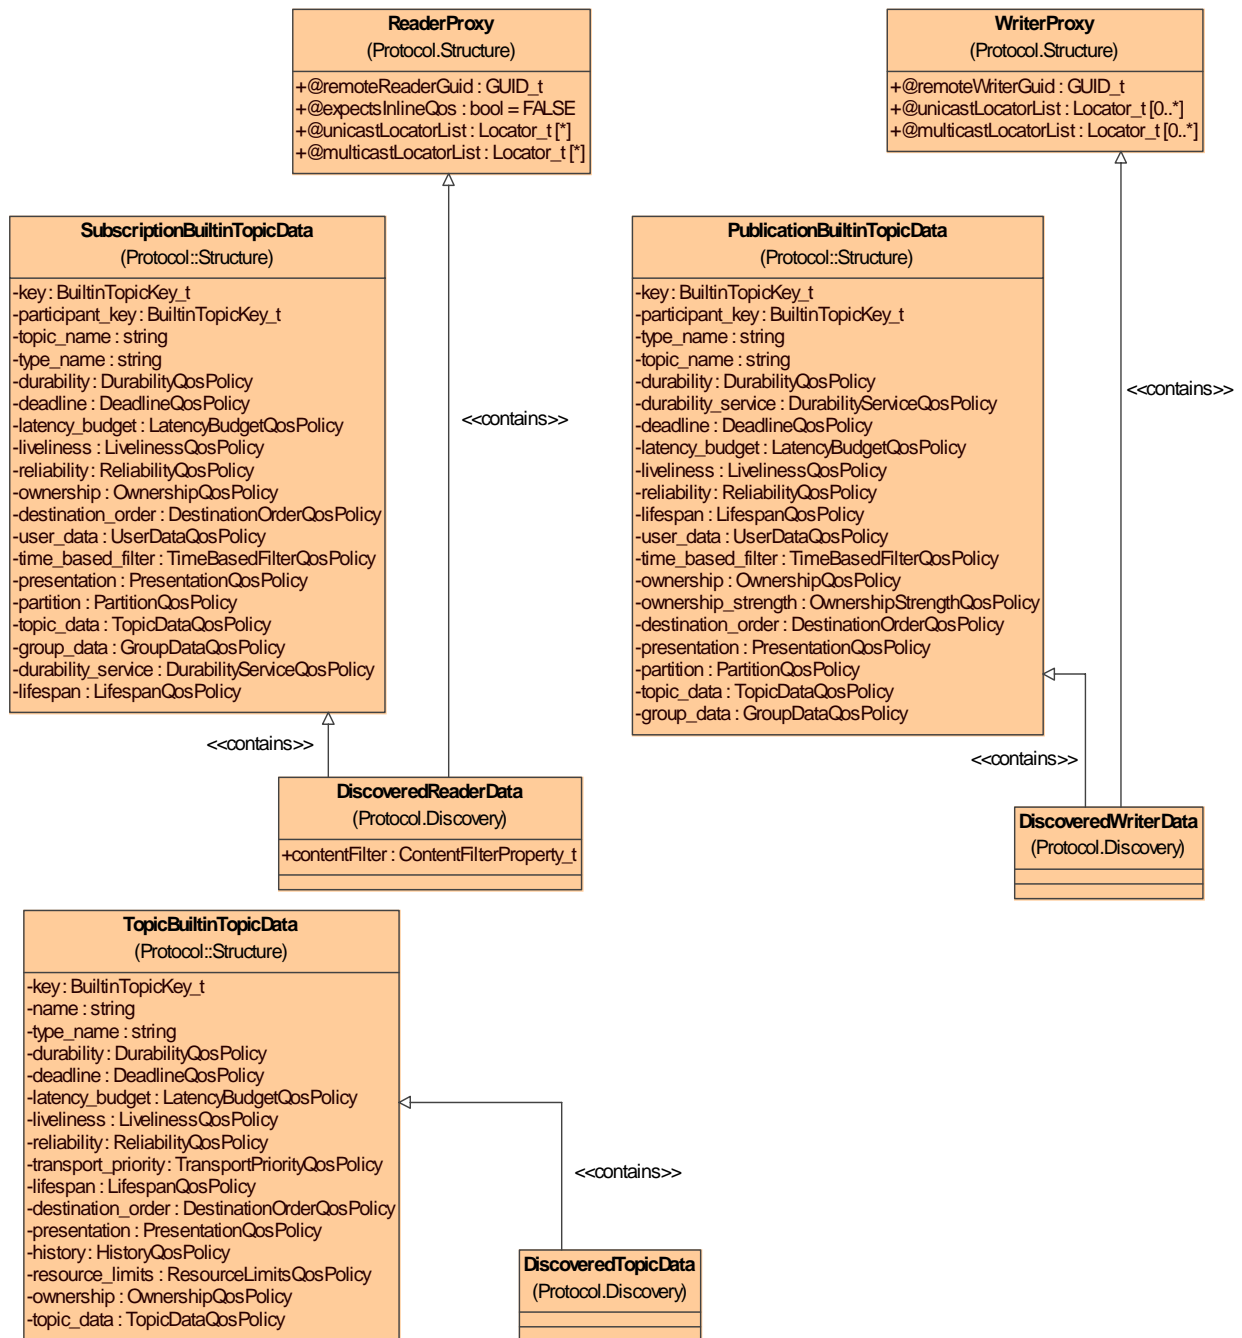 ReaderProxy
(Protocol.Structure)
+@remoteReaderGuid : GUID_t
+@expectsInlineQos : bool = FALSE
+@unicastLocatorList : Locator_t [*]
+@multicastLocatorList : Locator_t [*]
WriterProxy
(Protocol.Structure)
+@remoteWriterGuid : GUID_t
+@unicastLocatorList : Locator_t [0..*]
+@multicastLocatorList : Locator_t [0..*]
SubscriptionBuiltinTopicData
(Protocol::Structure)
-key : BuiltinTopicKey_t
-participant_key : BuiltinTopicKey_t
-topic_name : string
-type_name : string
-durability : DurabilityQosPolicy
-deadline : DeadlineQosPolicy
-latency_budget : LatencyBudgetQosPolicy
-liveliness : LivelinessQosPolicy
-reliability : ReliabilityQosPolicy
-ownership : OwnershipQosPolicy
-destination_order : DestinationOrderQosPolicy
-user_data : UserDataQosPolicy
-time_based_filter : TimeBasedFilterQosPolicy
-presentation : PresentationQosPolicy
-partition : PartitionQosPolicy
-topic_data : TopicDataQosPolicy
-group_data : GroupDataQosPolicy
-durability_service : DurabilityServiceQosPolicy
-lifespan : LifespanQosPolicy
<<contains>>
PublicationBuiltinTopicData
(Protocol::Structure)
-key : BuiltinTopicKey_t
-participant_key : BuiltinTopicKey_t
-type_name : string
-topic_name : string
-durability : DurabilityQosPolicy
-durability_service : DurabilityServiceQosPolicy
-deadline : DeadlineQosPolicy
-latency_budget : LatencyBudgetQosPolicy
-liveliness : LivelinessQosPolicy
-reliability : ReliabilityQosPolicy
-lifespan : LifespanQosPolicy
-user_data : UserDataQosPolicy
-time_based_filter : TimeBasedFilterQosPolicy
-ownership : OwnershipQosPolicy
-ownership_strength : OwnershipStrengthQosPolicy
-destination_order : DestinationOrderQosPolicy
-presentation : PresentationQosPolicy
-partition : PartitionQosPolicy
-topic_data : TopicDataQosPolicy
-group_data : GroupDataQosPolicy
<<contains>>
<<contains>>
<<contains>>
DiscoveredReaderData
(Protocol.Discovery)
+contentFilter : ContentFilterProperty_t
DiscoveredWriterData
(Protocol.Discovery)
TopicBuiltinTopicData
(Protocol::Structure)
-key : BuiltinTopicKey_t
-name : string
-type_name : string
-durability : DurabilityQosPolicy
-deadline : DeadlineQosPolicy
-latency_budget : LatencyBudgetQosPolicy
-liveliness : LivelinessQosPolicy
-reliability : ReliabilityQosPolicy
-transport_priority : TransportPriorityQosPolicy
-lifespan : LifespanQosPolicy
-destination_order : DestinationOrderQosPolicy
-presentation : PresentationQosPolicy
-history : HistoryQosPolicy
-resource_limits : ResourceLimitsQosPolicy
-ownership : OwnershipQosPolicy
-topic_data : TopicDataQosPolicy
<<contains>>
DiscoveredTopicData
(Protocol.Discovery)